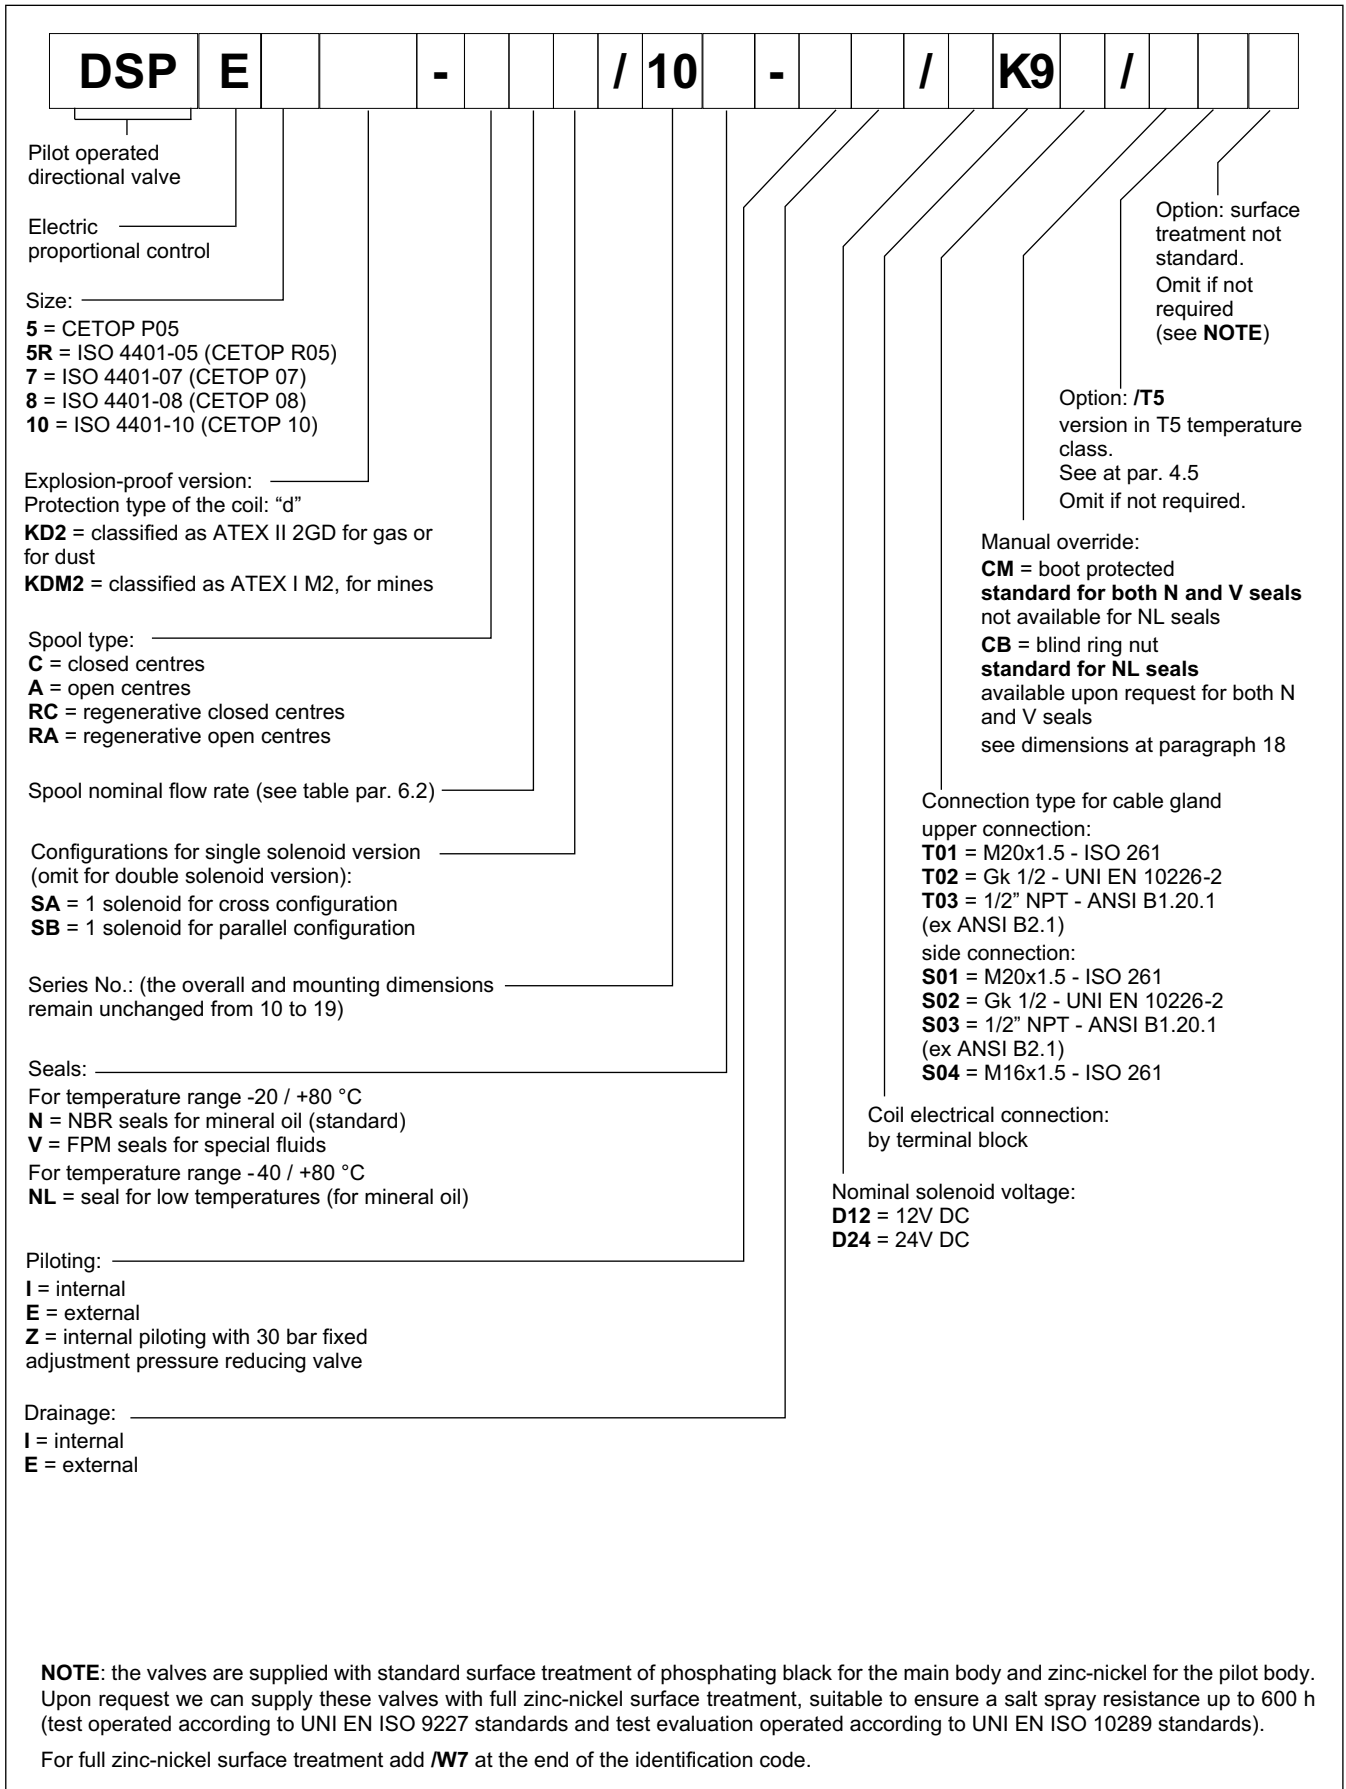 DSP E - / 10 - / K9 /
Pilot operated
directional valve
Electric
proportional control
Size:
5 = CETOP P05
5R = ISO 4401-05 (CETOP R05)
7 = ISO 4401-07 (CETOP 07)
8 = ISO 4401-08 (CETOP 08)
10 = ISO 4401-10 (CETOP 10)
Explosion-proof version:
Protection type of the coil: “d”
KD2 = classified as ATEX II 2GD for gas or
for dust
KDM2 = classified as ATEX I M2, for mines
Spool type:
C = closed centres
A = open centres
RC = regenerative closed centres
RA = regenerative open centres
Spool nominal flow rate (see table par. 6.2)
Configurations for single solenoid version
(omit for double solenoid version):
SA = 1 solenoid for cross configuration
SB = 1 solenoid for parallel configuration
Series No.: (the overall and mounting dimensions
remain unchanged from 10 to 19)
Seals:
For temperature range -20 / +80 °C
N = NBR seals for mineral oil (standard)
V = FPM seals for special fluids
For temperature range -40 / +80 °C
NL = seal for low temperatures (for mineral oil)
Piloting:
I = internal
E = external
Z = internal piloting with 30 bar fixed
adjustment pressure reducing valve
Drainage:
I = internal
E = external
Option: surface
treatment not
standard.
Omit if not
required
(see NOTE)
Option: /T5
version in T5 temperature
class.
See at par. 4.5
Omit if not required.
Manual override:
CM = boot protected
standard for both N and V seals
not available for NL seals
CB = blind ring nut
standard for NL seals
available upon request for both N
and V seals
see dimensions at paragraph 18
Connection type for cable gland
upper connection:
T01 = M20x1.5 - ISO 261
T02 = Gk 1/2 - UNI EN 10226-2
T03 = 1/2” NPT - ANSI B1.20.1
(ex ANSI B2.1)
side connection:
S01 = M20x1.5 - ISO 261
S02 = Gk 1/2 - UNI EN 10226-2
S03 = 1/2” NPT - ANSI B1.20.1
(ex ANSI B2.1)
S04 = M16x1.5 - ISO 261
Coil electrical connection:
by terminal block
Nominal solenoid voltage:
D12 = 12V DC
D24 = 24V DC
NOTE: the valves are supplied with standard surface treatment of phosphating black for the main body and zinc-nickel for the pilot body.
Upon request we can supply these valves with full zinc-nickel surface treatment, suitable to ensure a salt spray resistance up to 600 h
(test operated according to UNI EN ISO 9227 standards and test evaluation operated according to UNI EN ISO 10289 standards).
For full zinc-nickel surface treatment add /W7 at the end of the identification code.